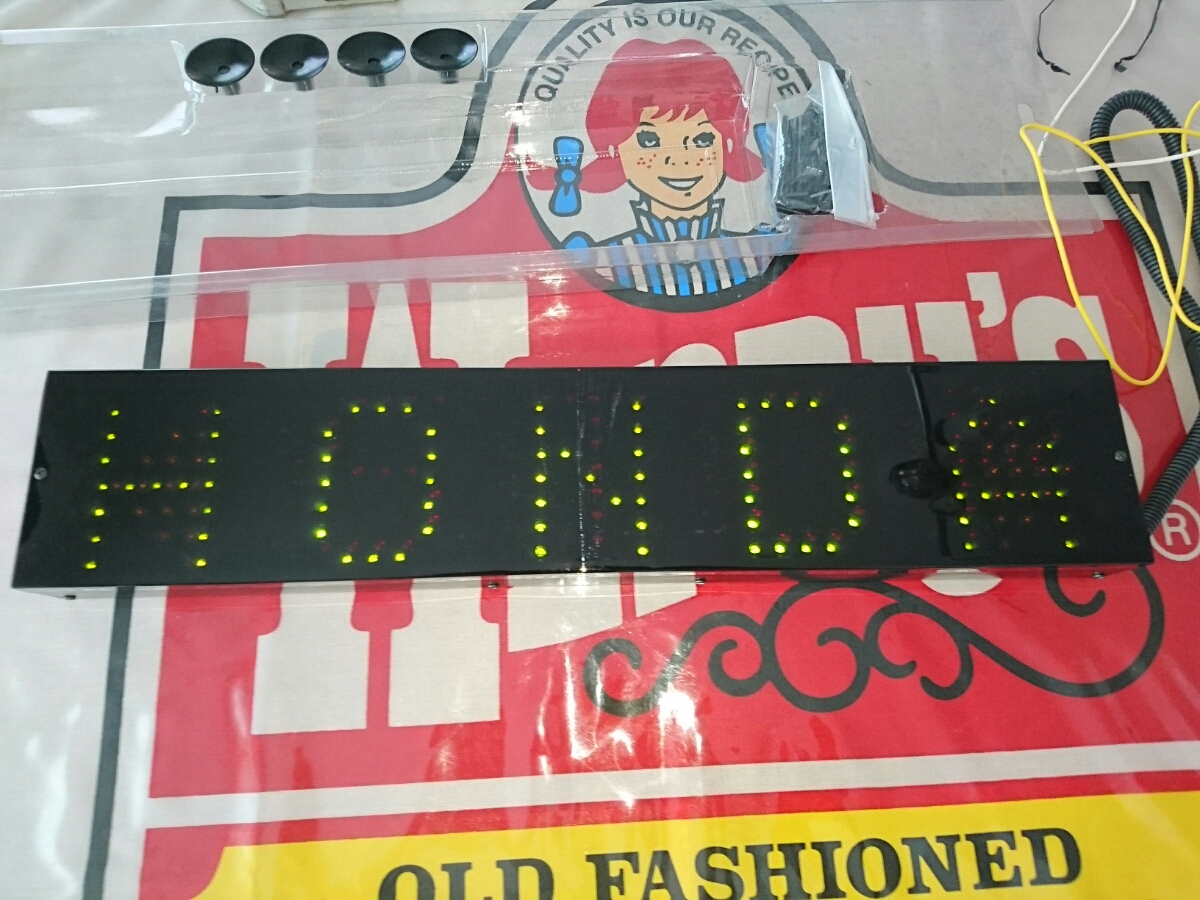 QUALITY IS OUR RECIPE
HONDA
®
OLD FASHIONED